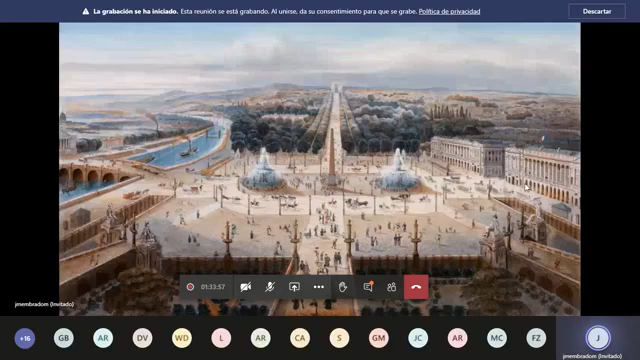 La grabación se ha iniciado. Esta reunión se está grabando. Al unirse, da su consentimiento para que se grabe. Política de privacidad
Descartar
01:33:57
jmembradom (Invitado)
+16 GB AR DV WD L AR CA S GM JC AR MC FZ J
jmembradom (Invitado)